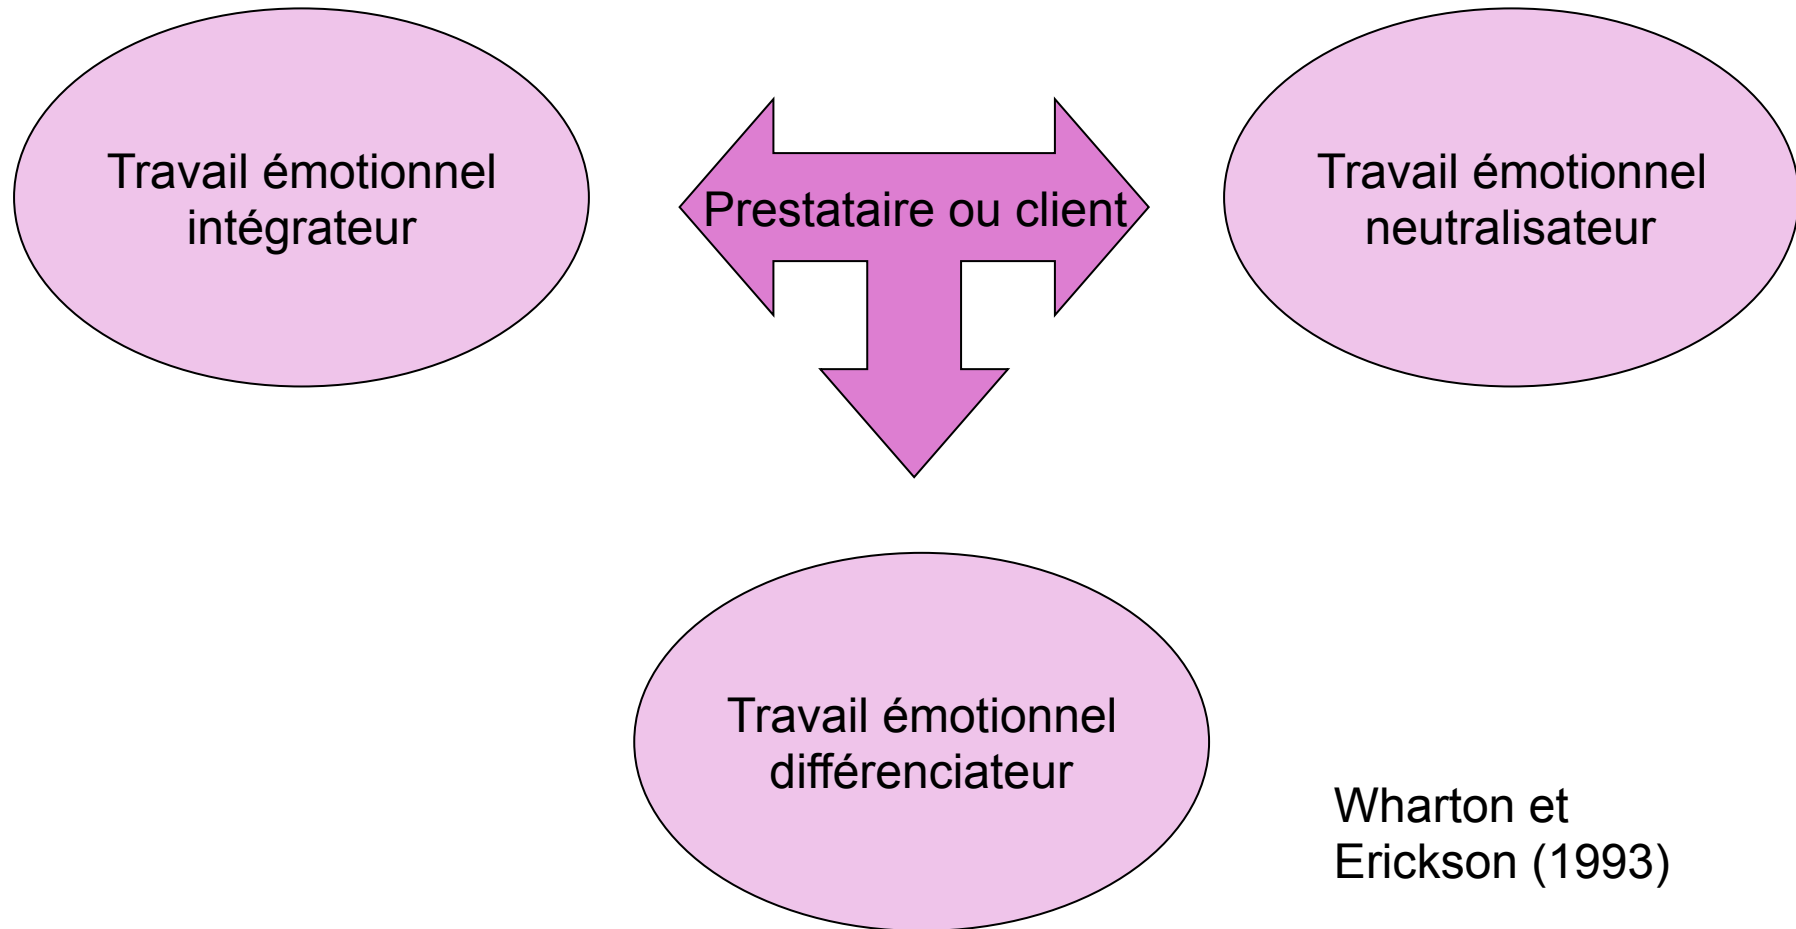 Travail émotionnel
intégrateur
Prestataire ou client
Travail émotionnel
neutralisateur
Travail émotionnel
différenciateur
Wharton et
Erickson (1993)